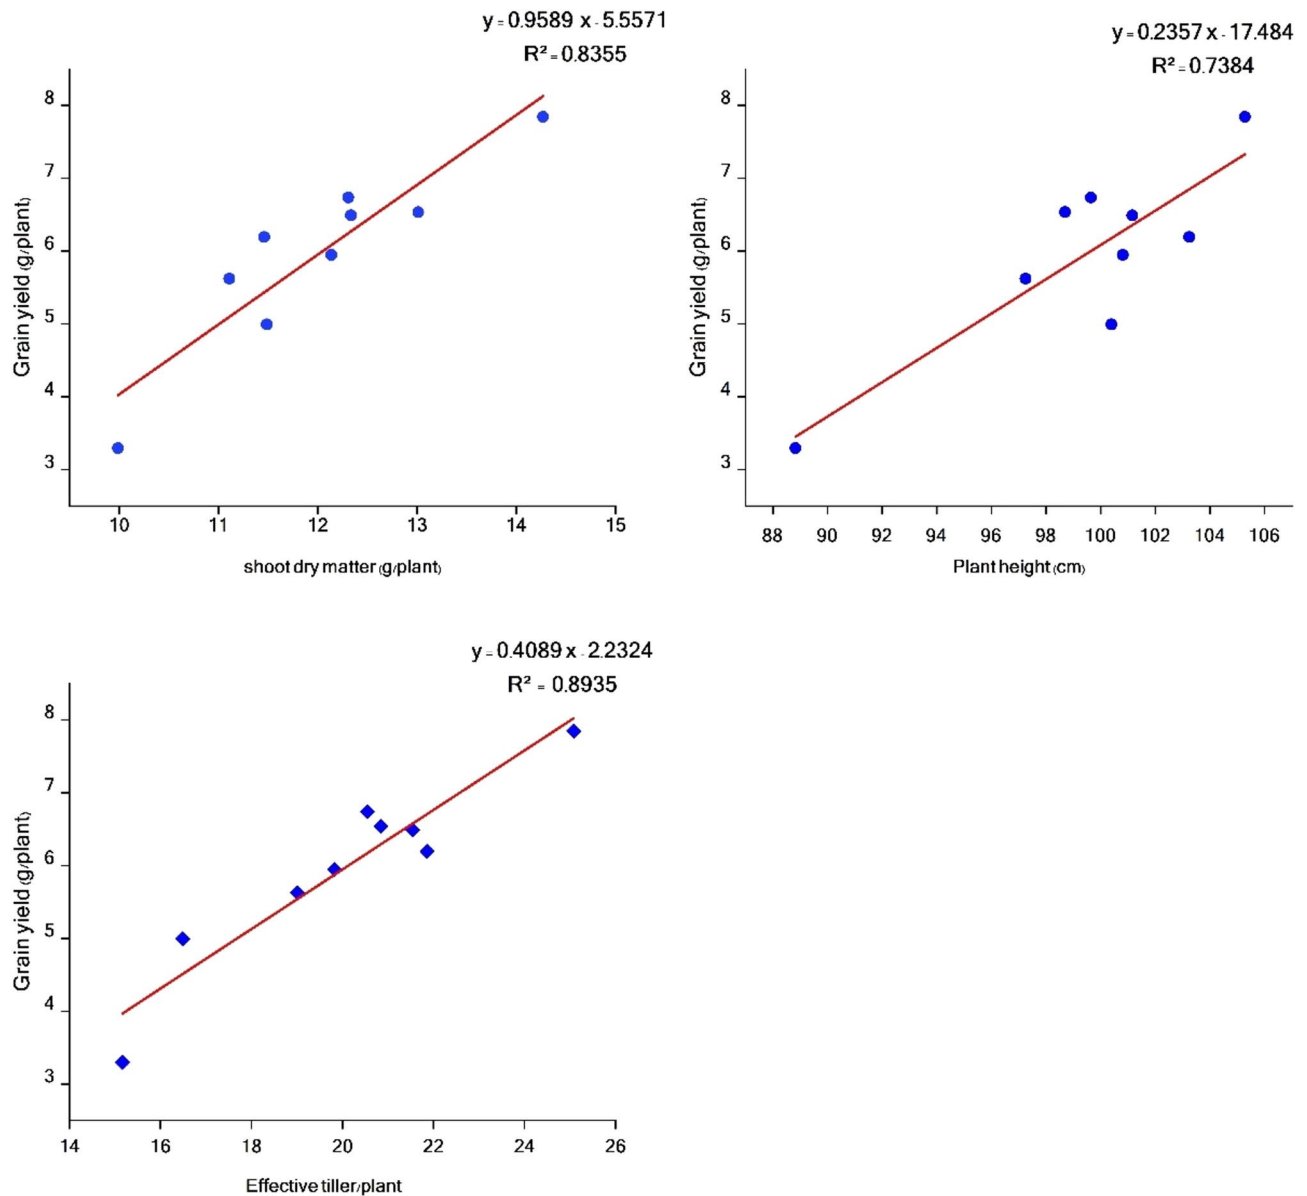 y = 0.9589 x - 5.5571
R² = 0.8355
8
7
6
5
4
3
Grain yield (g/plant)
10 11 12 13 14 15
shoot dry matter (g/plant)
y = 0.2357 x - 17.484
R² = 0.7384
8
7
6
5
4
3
Grain yield (g/plant)
88 90 92 94 96 98 100 102 104 106
Plant height (cm)
y = 0.4089 x - 2.2324
R² = 0.8935
8
7
6
5
4
3
Grain yield (g/plant)
14 16 18 20 22 24 26
Effective tiller/plant